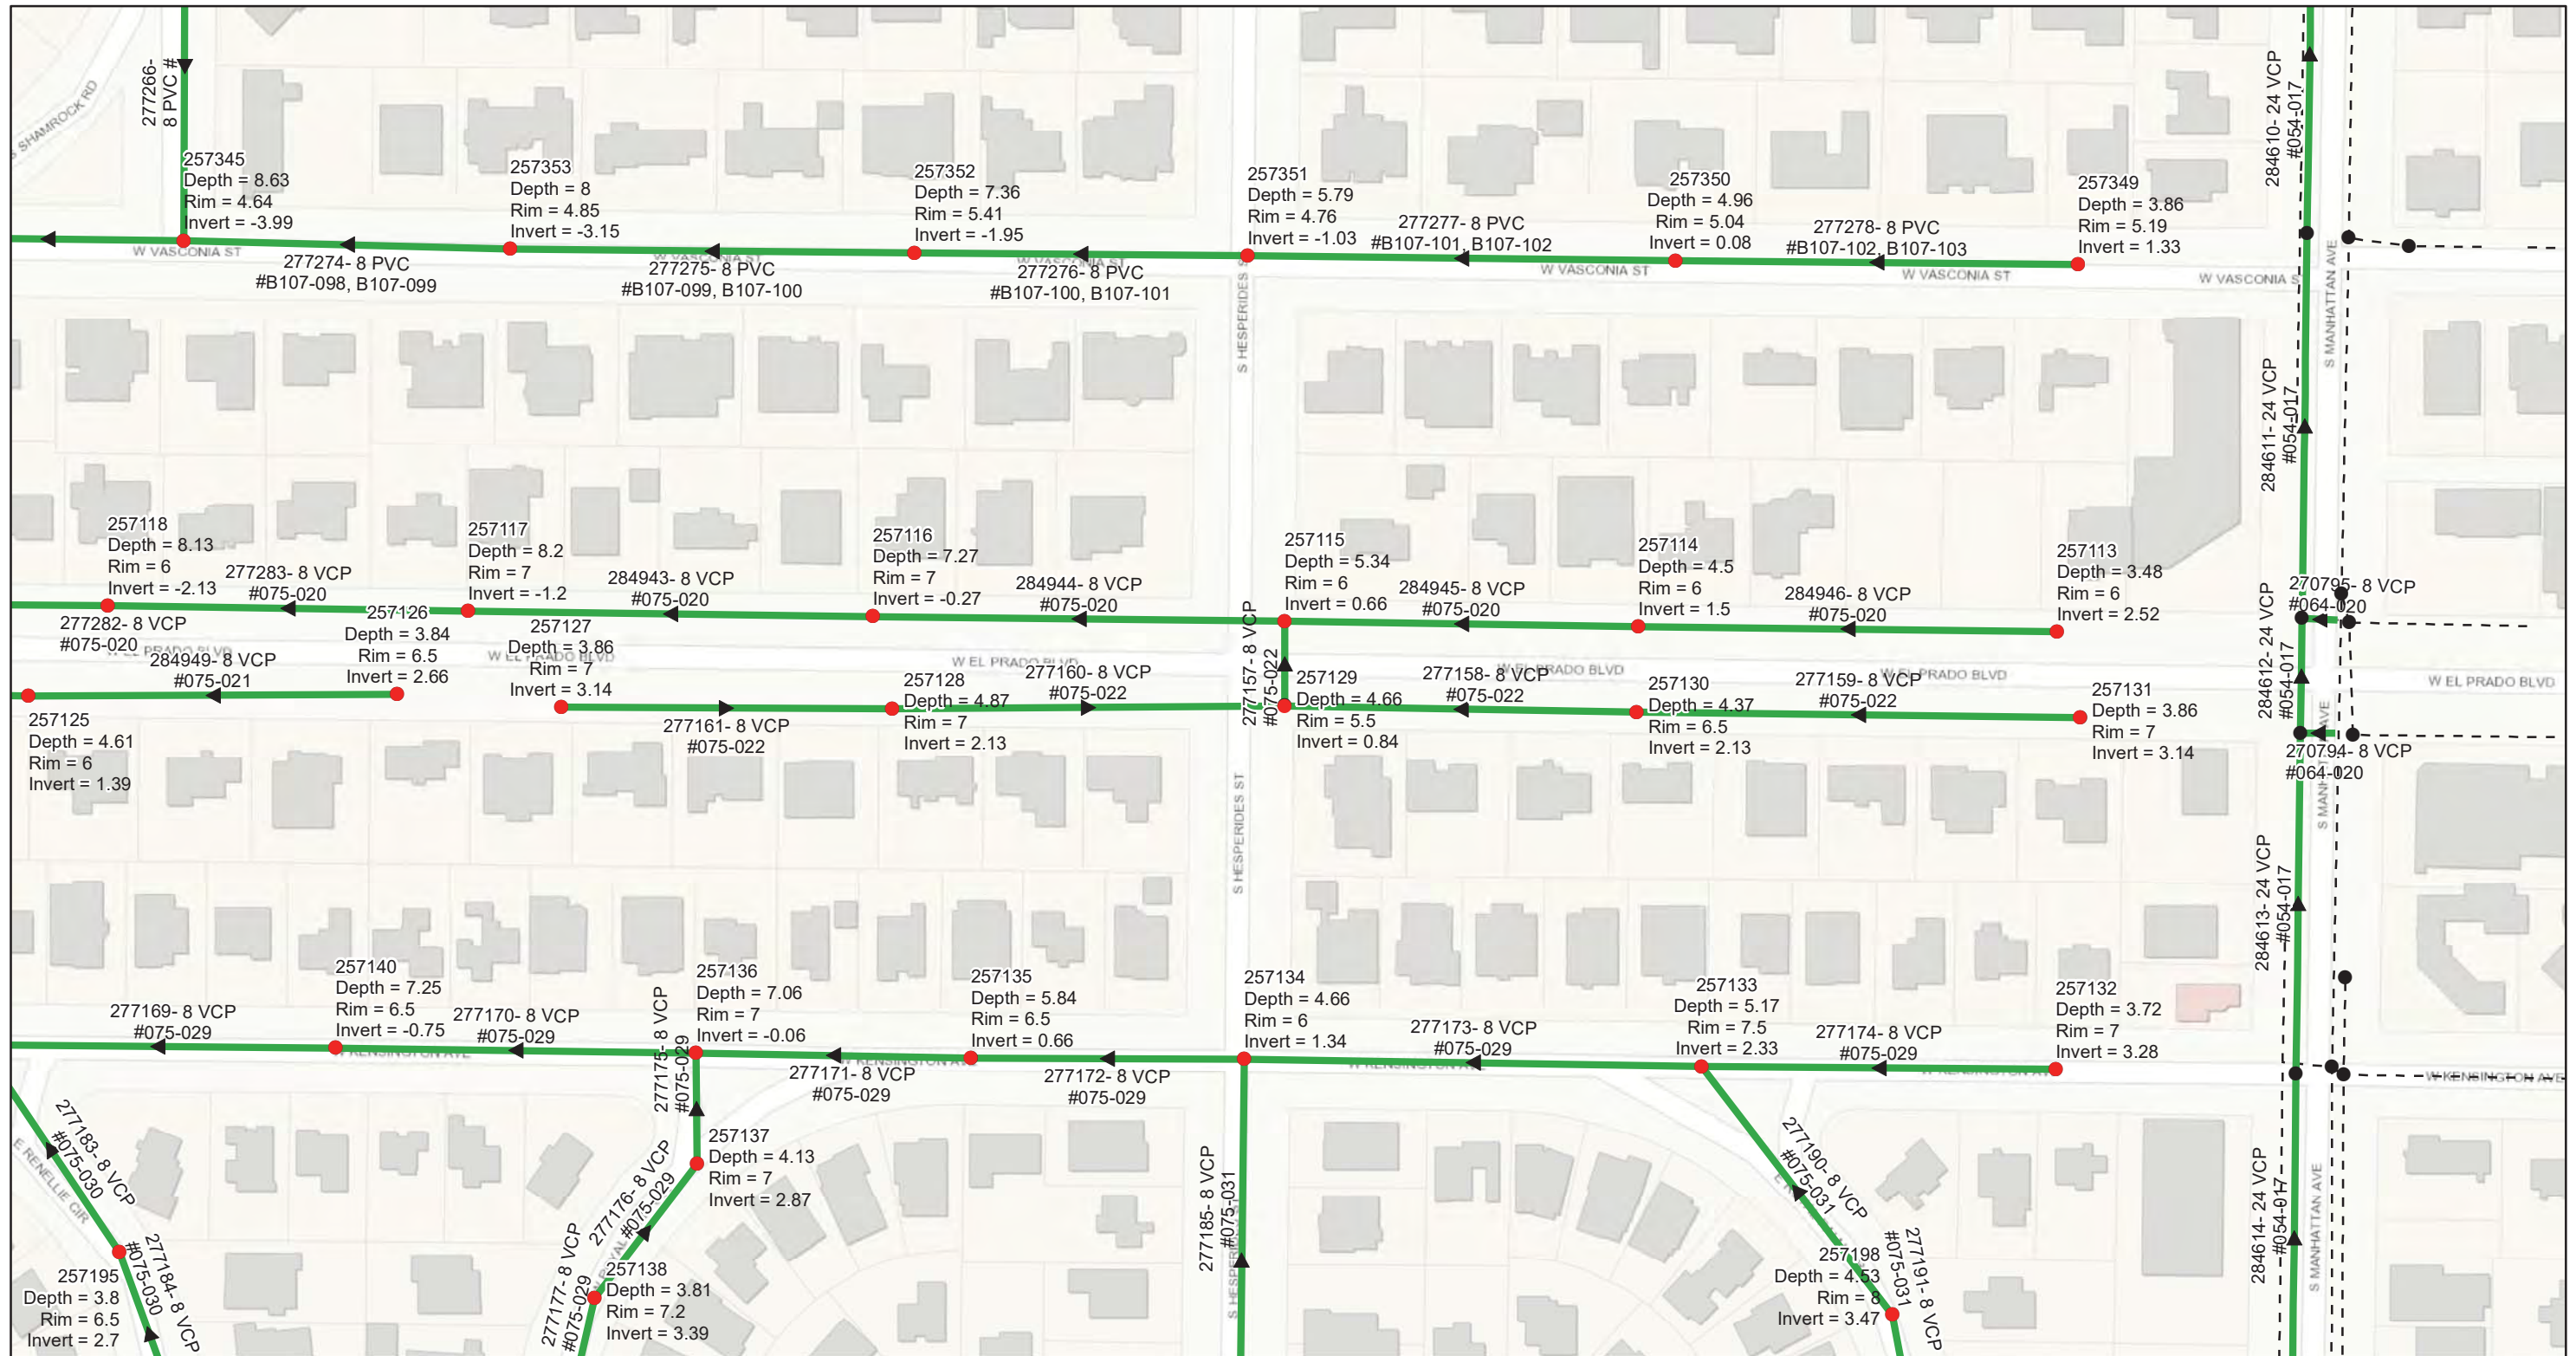 277266-
8 PVC #
S SHAMROCK RD
257345
Depth = 8.63
Rim = 4.64
Invert = -3.99
257353
Depth = 8
Rim = 4.85
Invert = -3.15
257352
Depth = 7.36
Rim = 5.41
Invert = -1.95
257351
Depth = 5.79
Rim = 4.76
Invert = -1.03
277277- 8 PVC
#B107-101, B107-102
257350
Depth = 4.96
Rim = 5.04
Invert = 0.08
277278- 8 PVC
#B107-102, B107-103
257349
Depth = 3.86
Rim = 5.19
Invert = 1.33
284610- 24 VCP
#054-017
W VASCONIA ST
277274- 8 PVC
#B107-098, B107-099
W VASCONIA ST
277275- 8 PVC
#B107-099, B107-100
W VASCONIA ST
277276- 8 PVC
#B107-100, B107-101
W VASCONIA ST
W VASCONIA ST
W VASCONIA S
S HESPERIDES S
S MANHATTAN AVE
284611- 24 VCP
#054-017
257118
Depth = 8.13
Rim = 6
Invert = -2.13
277283- 8 VCP
#075-020
257117
Depth = 8.2
Rim = 7
Invert = -1.2
284943- 8 VCP
#075-020
257116
Depth = 7.27
Rim = 7
Invert = -0.27
284944- 8 VCP
#075-020
257115
Depth = 5.34
Rim = 6
Invert = 0.66
284945- 8 VCP
#075-020
257114
Depth = 4.5
Rim = 6
Invert = 1.5
284946- 8 VCP
#075-020
257113
Depth = 3.48
Rim = 6
Invert = 2.52
270795- 8 VCP
#064-020
277282- 8 VCP
#075-020
W EL PRADO BLVD
284949- 8 VCP
#075-021
257126
Depth = 3.84
Rim = 6.5
Invert = 2.66
257127
Depth = 3.86
Rim = 7
Invert = 3.14
W EL PRADO BLVD
277161- 8 VCP
#075-022
257128
Depth = 4.87
Rim = 7
Invert = 2.13
W EL PRADO BLVD
277160- 8 VCP
#075-022
277157- 8 VCP
#075-022
257129
Depth = 4.66
Rim = 5.5
Invert = 0.84
W EL PRADO BLVD
277158- 8 VCP
#075-022
257130
Depth = 4.37
Rim = 6.5
Invert = 2.13
277159- 8 VCP
#075-022
W EL PRADO BLVD
257131
Depth = 3.86
Rim = 7
Invert = 3.14
284612- 24 VCP
#054-017
W EL PRADO BLVD
270794- 8 VCP
#064-020
257125
Depth = 4.61
Rim = 6
Invert = 1.39
S HESPERIDES ST
284613- 24 VCP
#054-017
277169- 8 VCP
#075-029
257140
Depth = 7.25
Rim = 6.5
Invert = -0.75
277170- 8 VCP
#075-029
W KENSINGTON AVE
277175- 8 VCP
#075-029
257136
Depth = 7.06
Rim = 7
Invert = -0.06
277171- 8 VCP
#075-029
257135
Depth = 5.84
Rim = 6.5
Invert = 0.66
277172- 8 VCP
#075-029
257134
Depth = 4.66
Rim = 6
Invert = 1.34
277173- 8 VCP
#075-029
W KENSINGTON AVE
257133
Depth = 5.17
Rim = 7.5
Invert = 2.33
277174- 8 VCP
#075-029
257132
Depth = 3.72
Rim = 7
Invert = 3.28
W KENSINGTON AVE
277183- 8 VCP
#075-030
E RENELLIE CIR
277184- 8 VCP
#075-030
257195
Depth = 3.8
Rim = 6.5
Invert = 2.7
257137
Depth = 4.13
Rim = 7
Invert = 2.87
277176- 8 VCP
#075-029
277177- 8 VCP
#075-029
257138
Depth = 3.81
Rim = 7.2
Invert = 3.39
277185- 8 VCP
#075-031
277190- 8 VCP
#075-031
257198
Depth = 4.53
Rim = 8
Invert = 3.47
277191- 8 VCP
#075-031
284614- 24 VCP
#054-017
S MANHATTAN AVE